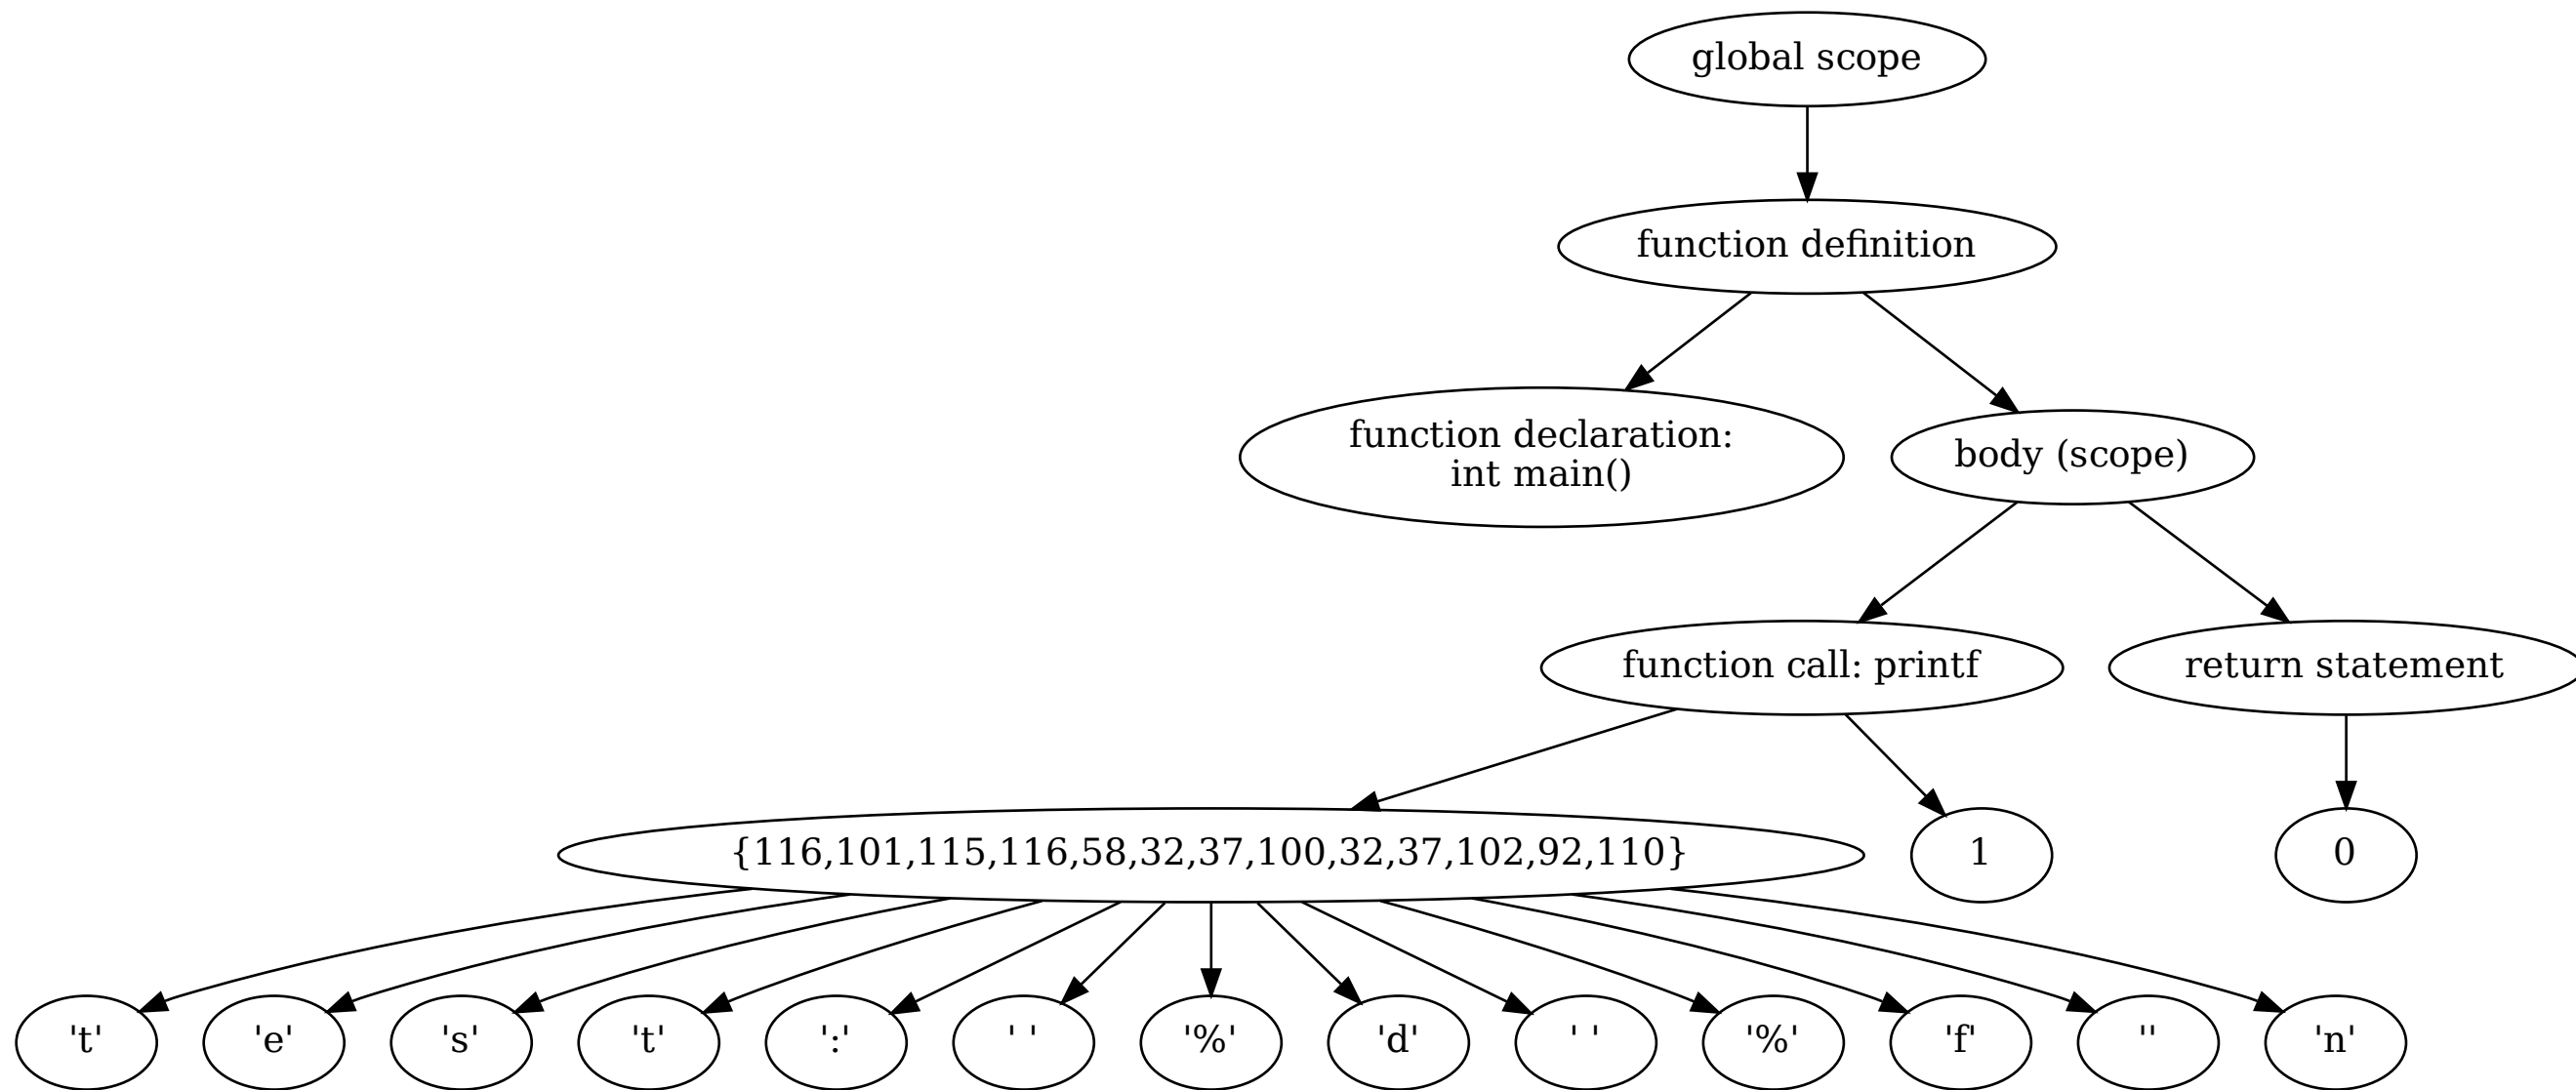 global scope
function definition
function declaration:
int main()
body (scope)
function call: printf
return statement
{116,101,115,116,58,32,37,100,32,37,102,92,110}
1
0
't'
'e'
's'
't'
':'
' '
'%'
'd'
' '
'%'
'f'
''
'n'